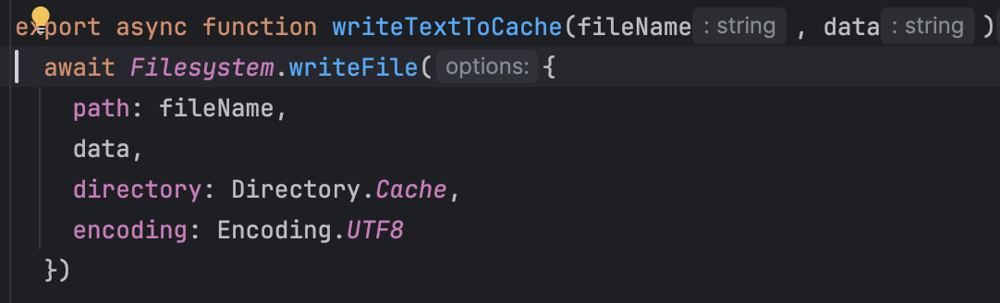 export async function writeTextToCache(fileName : string , data : string )
await Filesystem.writeFile( options: {
path: fileName,
data,
directory: Directory.Cache,
encoding: Encoding.UTF8
})